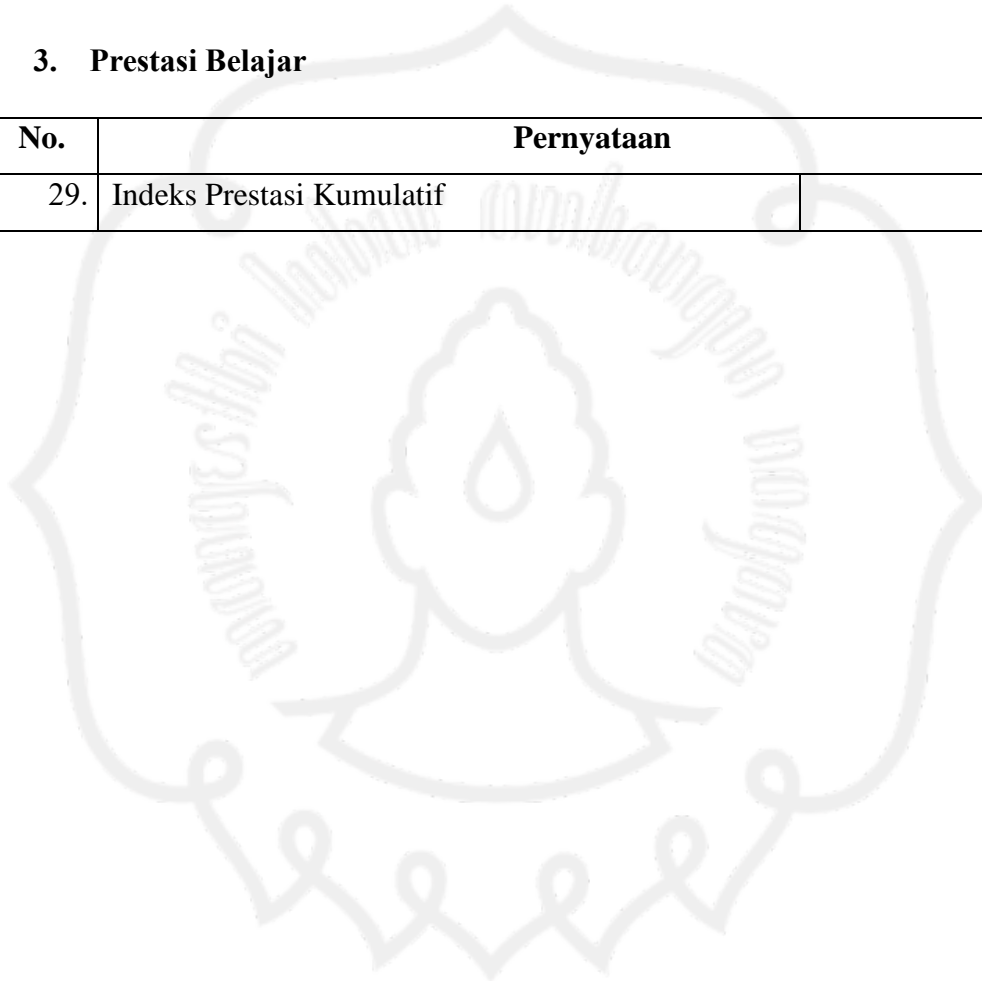 3. Prestasi Belajar
No. Pernyataan
29. Indeks Prestasi Kumulatif